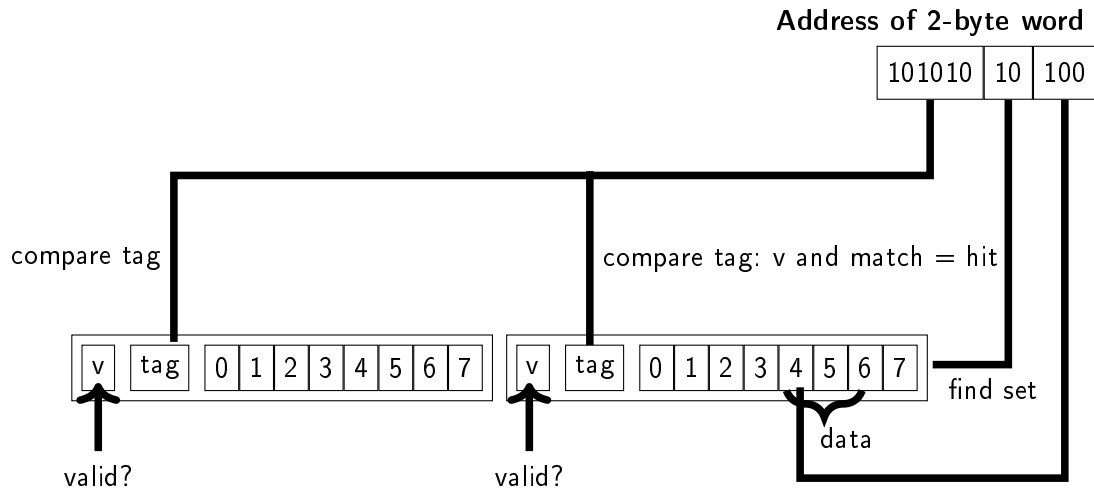 Address of 2-byte word
101010 10 100
compare tag
compare tag: v and match = hit
v tag 0 1 2 3 4 5 6 7
v tag 0 1 2 3 4 5 6 7
find set
data
valid?
valid?